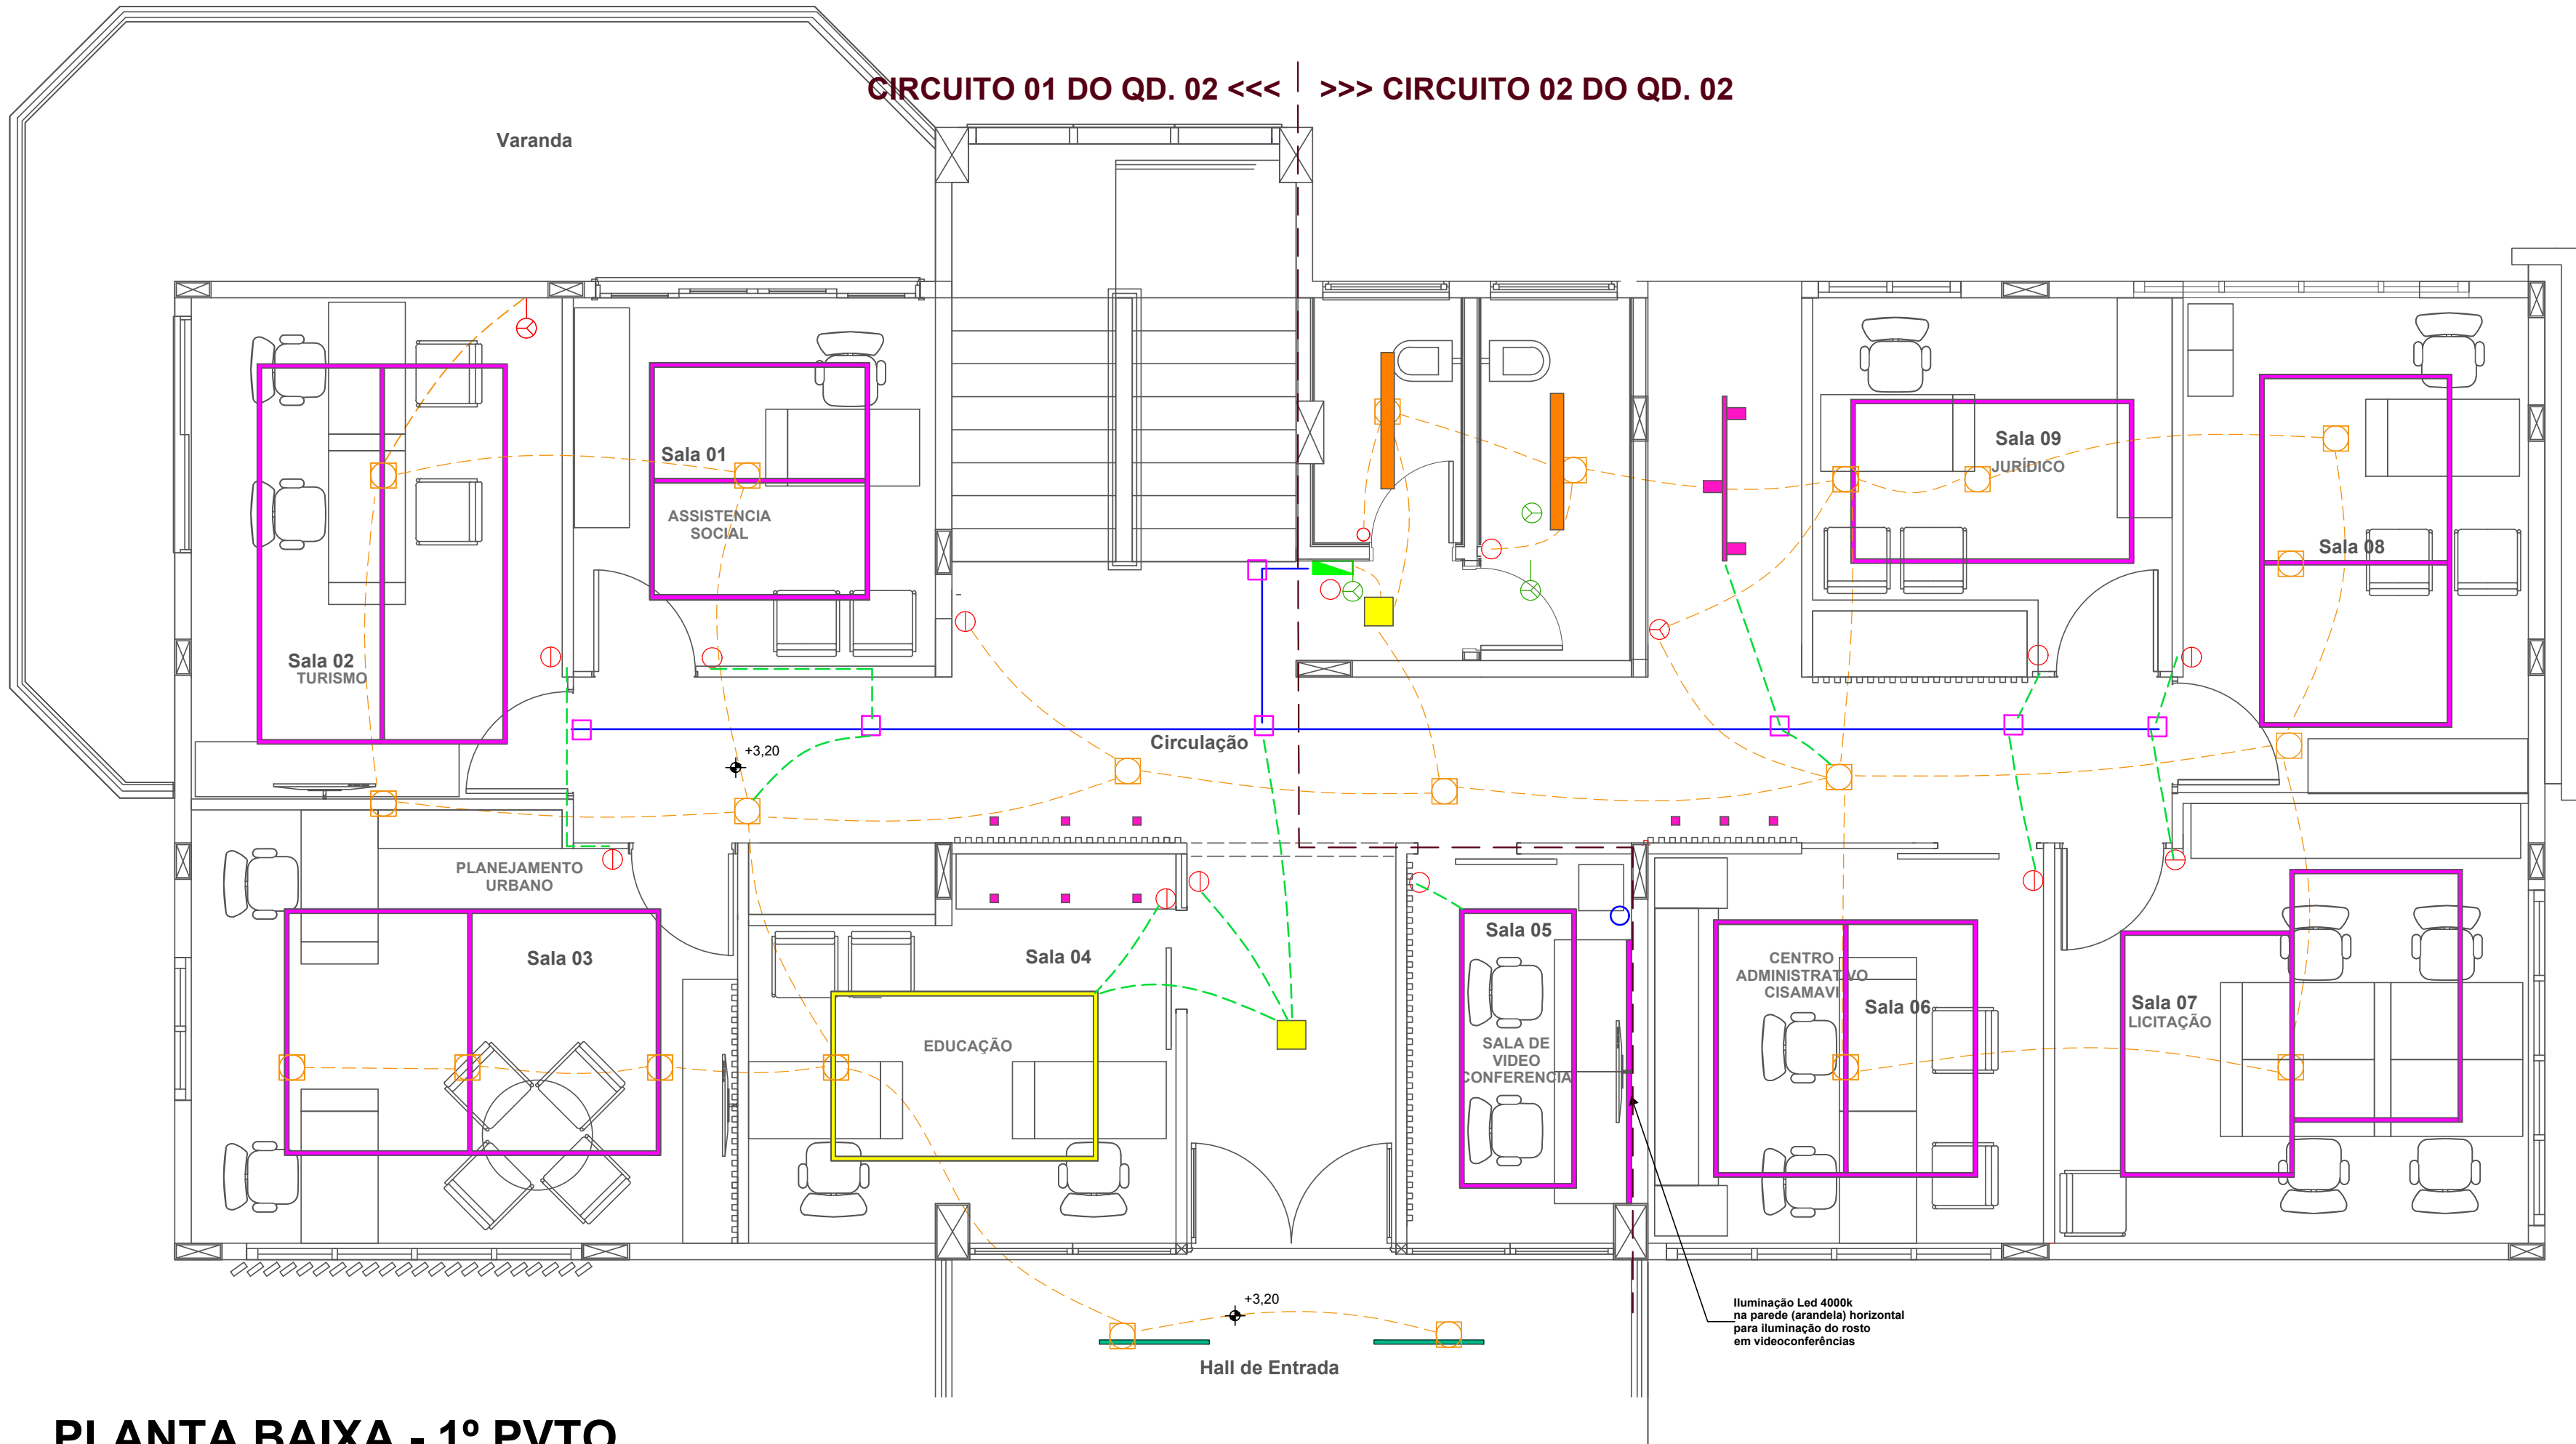 CIRCUITO 01 DO QD. 02 <<<
>>> CIRCUITO 02 DO QD. 02
Varanda
Sala 01
ASSISTENCIA
SOCIAL
Sala 09
JURÍDICO
Sala 08
Sala 02
TURISMO
Circulação
+3,20
PLANEJAMENTO
URBANO
Sala 03
Sala 04
EDUCAÇÃO
Sala 05
SALA DE
VIDEO
CONFERENCIA
CENTRO
ADMINISTRATIVO
CISAMAVI
Sala 06
Sala 07
LICITAÇÃO
+3,20
Hall de Entrada
Iluminação Led 4000k
na parede (arandela) horizontal
para iluminação do rosto
em videoconferências
PLANTA BAIXA - 1º PVTO